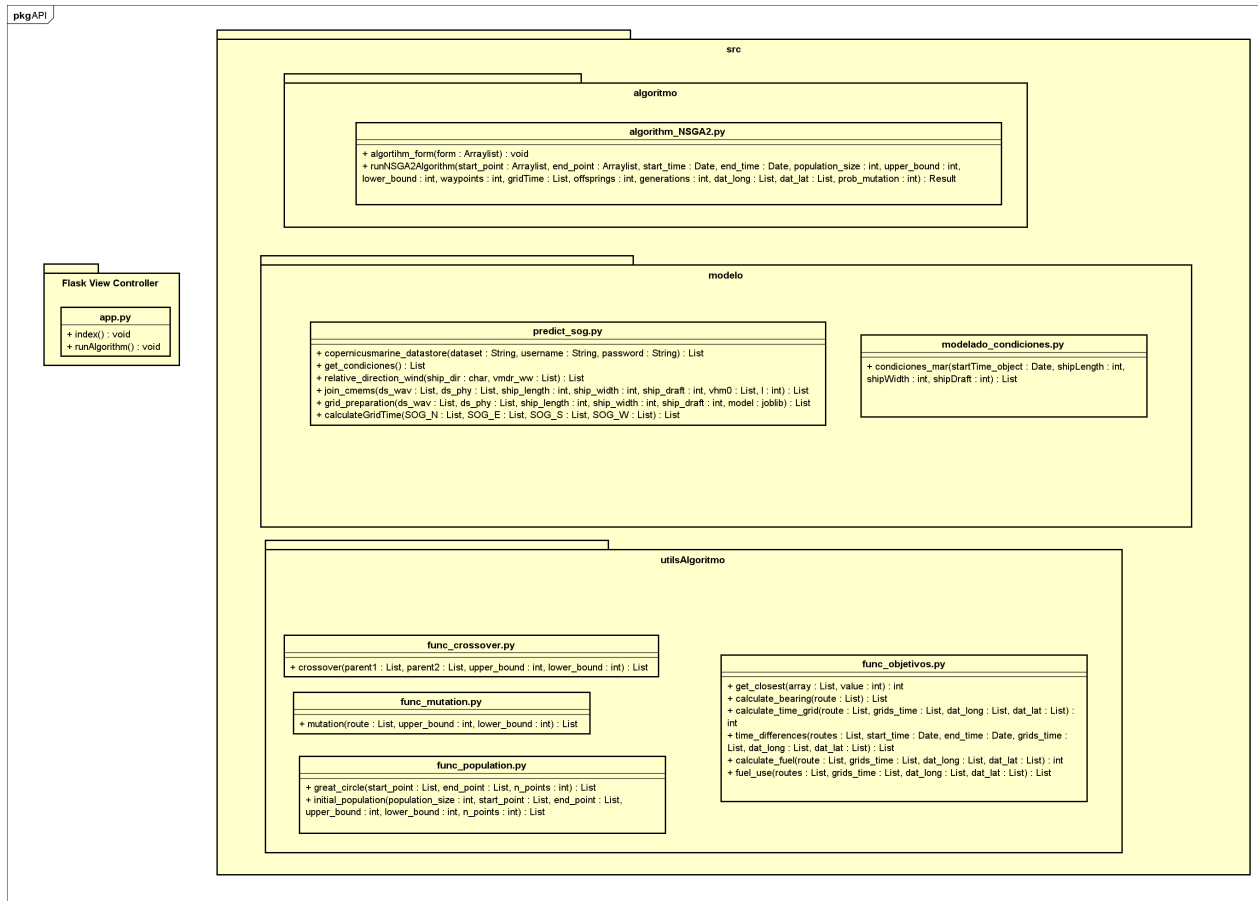 pkg API
src
algoritmo
algorithm_NSGA2.py
+ algortihm_form(form : Arraylist) : void
+ runNSGA2Algorithm(start_point : Arraylist, end_point : Arraylist, start_time : Date, end_time : Date, population_size : int, upper_bound : int,
lower_bound : int, waypoints : int, gridTime : List, offsprings : int, generations : int, dat_long : List, dat_lat : List, prob_mutation : int) : Result
Flask View Controller
app.py
+ index() : void
+ runAlgorithm() : void
modelo
predict_sog.py
+ copernicusmarine_datastore(dataset : String, username : String, password : String) : List
+ get_condiciones() : List
+ relative_direction_wind(ship_dir : char, vmdr_ww : List) : List
+ join_cmems(ds_wav : List, ds_phy : List, ship_length : int, ship_width : int, ship_draft : int, vhm0 : List, I : int) : List
+ grid_preparation(ds_wav : List, ds_phy : List, ship_length : int, ship_width : int, ship_draft : int, model : joblib) : List
+ calculateGridTime(SOG_N : List, SOG_E : List, SOG_S : List, SOG_W : List) : List
modelado_condiciones.py
+ condiciones_mar(startTime_object : Date, shipLength : int,
shipWidth : int, shipDraft : int) : List
utilsAlgoritmo
func_crossover.py
+ crossover(parent1 : List, parent2 : List, upper_bound : int, lower_bound : int) : List
func_mutation.py
+ mutation(route : List, upper_bound : int, lower_bound : int) : List
func_population.py
+ great_circle(start_point : List, end_point : List, n_points : int) : List
+ initial_population(population_size : int, start_point : List, end_point : List,
upper_bound : int, lower_bound : int, n_points : int) : List
func_objetivos.py
+ get_closest(array : List, value : int) : int
+ calculate_bearing(route : List) : List
+ calculate_time_grid(route : List, grids_time : List, dat_long : List, dat_lat : List) :
int
+ time_differences(routes : List, start_time : Date, end_time : Date, grids_time :
List, dat_long : List, dat_lat : List) : List
+ calculate_fuel(route : List, grids_time : List, dat_long : List, dat_lat : List) : int
+ fuel_use(routes : List, grids_time : List, dat_long : List, dat_lat : List) : List